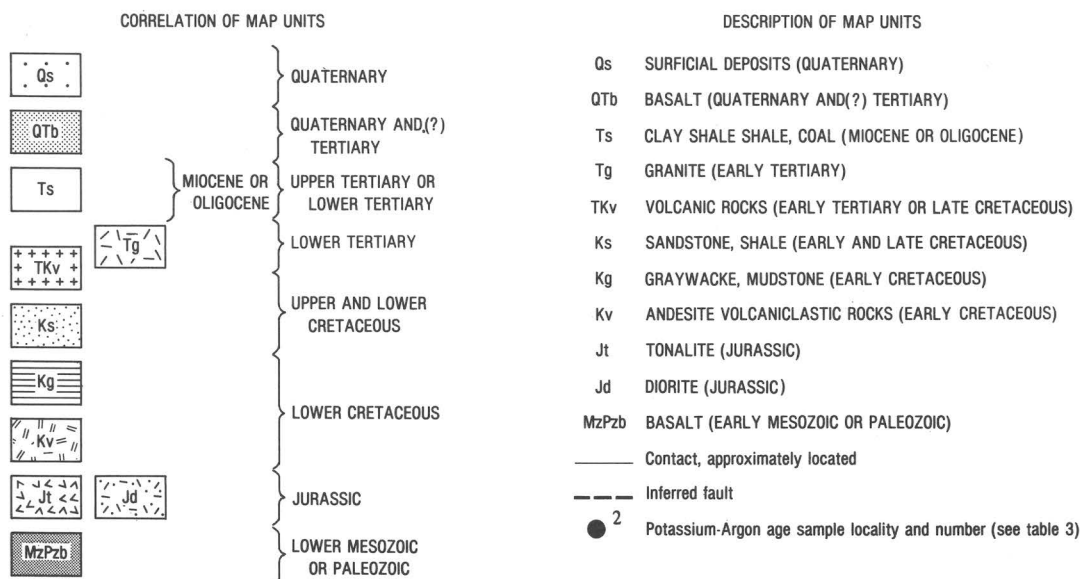 CORRELATION OF MAP UNITS
Qs
QUATERNARY
QTb
QUATERNARY AND(?)
TERTIARY
Ts
MIOCENE OR
OLIGOCENE
UPPER TERTIARY OR
LOWER TERTIARY
Tg
LOWER TERTIARY
TKv
UPPER AND LOWER
CRETACEOUS
Ks
Kg
LOWER CRETACEOUS
Kv
Jt
Jd
JURASSIC
MzPzb
LOWER MESOZOIC
OR PALEOZOIC
DESCRIPTION OF MAP UNITS
Qs SURFICIAL DEPOSITS (QUATERNARY)
QTb BASALT (QUATERNARY AND(?) TERTIARY)
Ts CLAY SHALE SHALE, COAL (MIOCENE OR OLIGOCENE)
Tg GRANITE (EARLY TERTIARY)
TKv VOLCANIC ROCKS (EARLY TERTIARY OR LATE CRETACEOUS)
Ks SANDSTONE, SHALE (EARLY AND LATE CRETACEOUS)
Kg GRAYWACKE, MUDSTONE (EARLY CRETACEOUS)
Kv ANDESITE VOLCANICLASTIC ROCKS (EARLY CRETACEOUS)
Jt TONALITE (JURASSIC)
Jd DIORITE (JURASSIC)
MzPzb BASALT (EARLY MESOZOIC OR PALEOZOIC)
Contact, approximately located
Inferred fault
2 Potassium-Argon age sample locality and number (see table 3)